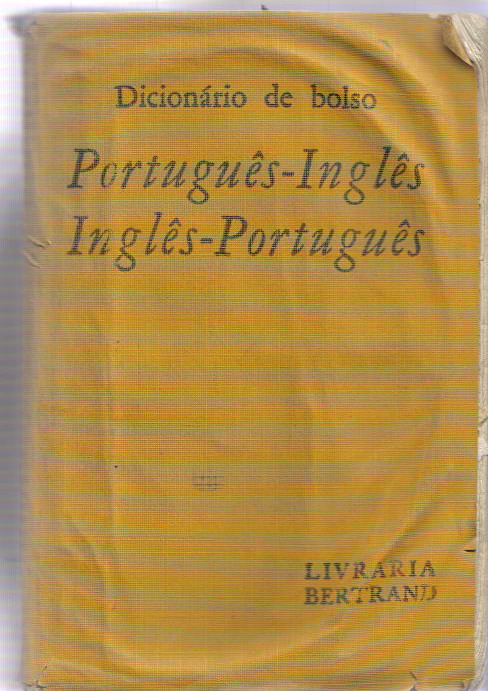 Dicionário de bolso
Português-Inglês
Inglês-Português
LIVRARIA
BERTRAND